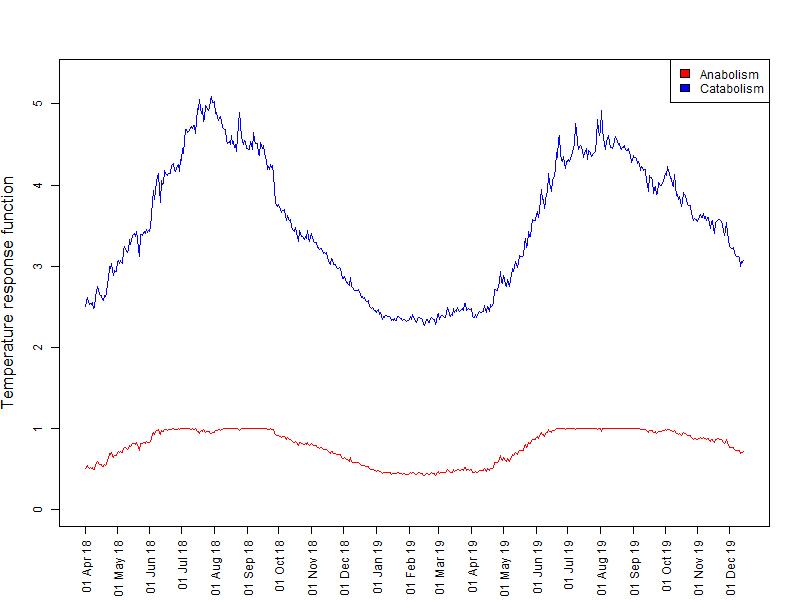 Anabolism
Catabolism
Temperature response function
5
4
3
2
1
0
01 Apr 18
01 May 18
01 Jun 18
01 Jul 18
01 Aug 18
01 Sep 18
01 Oct 18
01 Nov 18
01 Dec 18
01 Jan 19
01 Feb 19
01 Mar 19
01 Apr 19
01 May 19
01 Jun 19
01 Jul 19
01 Aug 19
01 Sep 19
01 Oct 19
01 Nov 19
01 Dec 19